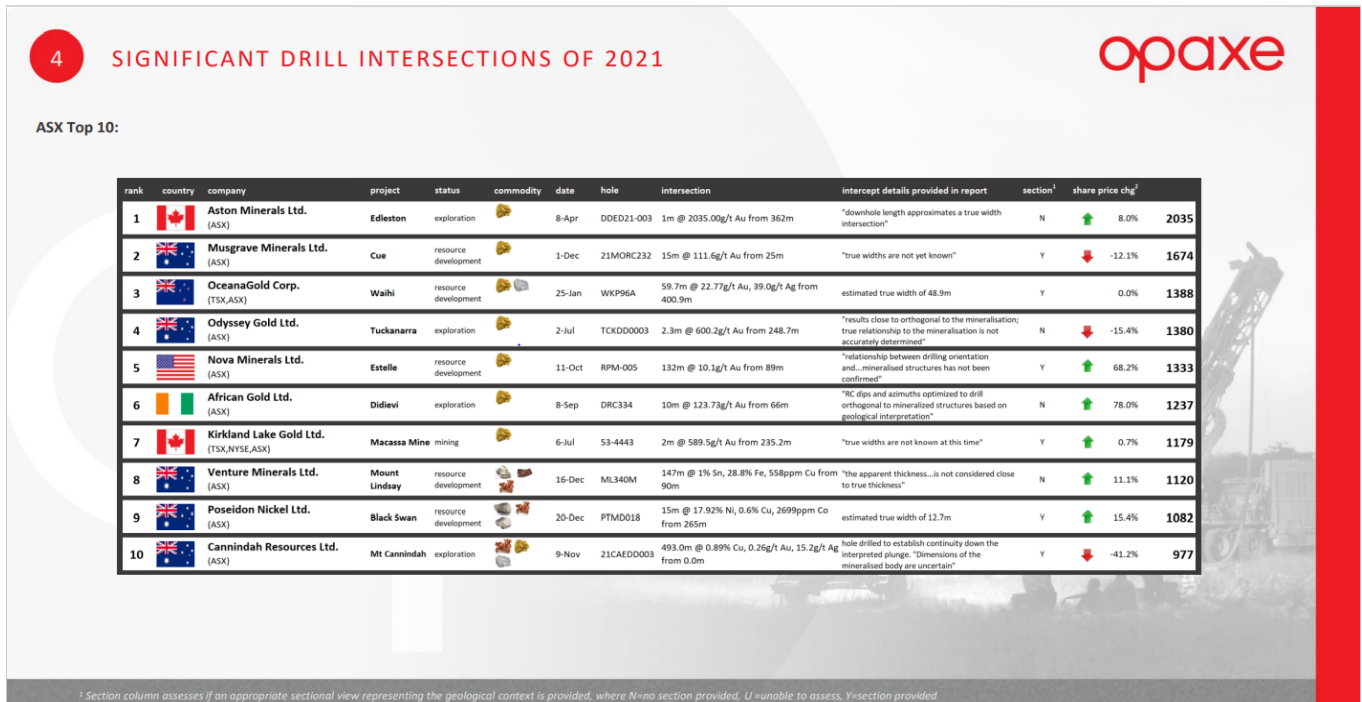 4
SIGNIFICANT DRILL INTERSECTIONS OF 2021
opaxe
ASX Top 10:
rank country company project status commodity date hole intersection intercept details provided in report section¹ share price chg²
1 Aston Minerals Ltd. (ASX) Edleston exploration 8-Apr DDED21-003 1m @ 2035.00g/t Au from 362m "downhole length approximates a true width intersection" N 8.0% 2035
2 Musgrave Minerals Ltd. (ASX) Cue resource development 1-Dec 21MORC232 15m @ 111.6g/t Au from 25m "true widths are not yet known" Y -12.1% 1674
3 OceanaGold Corp. (TSX,ASX) Waihi resource development 25-Jan WKP96A 59.7m @ 22.77g/t Au, 39.0g/t Ag from 400.9m estimated true width of 48.9m Y 0.0% 1388
4 Odyssey Gold Ltd. (ASX) Tuckanarra exploration 2-Jul TCKDD0003 2.3m @ 600.2g/t Au from 248.7m "results close to orthogonal to the mineralisation; true relationship to the mineralisation is not accurately determined" N -15.4% 1380
5 Nova Minerals Ltd. (ASX) Estelle resource development 11-Oct RPM-005 132m @ 10.1g/t Au from 89m "relationship between drilling orientation and...mineralised structures has not been confirmed" Y 68.2% 1333
6 African Gold Ltd. (ASX) Didievi exploration 8-Sep DRC334 10m @ 123.73g/t Au from 66m "RC dips and azimuths optimized to drill orthogonal to mineralized structures based on geological interpretation" N 78.0% 1237
7 Kirkland Lake Gold Ltd. (TSX,NYSE,ASX) Macassa Mine mining 6-Jul 53-4443 2m @ 589.5g/t Au from 235.2m "true widths are not known at this time" Y 0.7% 1179
8 Venture Minerals Ltd. (ASX) Mount Lindsay resource development 16-Dec ML340M 147m @ 1% Sn, 28.8% Fe, 558ppm Cu from 90m "the apparent thickness...is not considered close to true thickness" N 11.1% 1120
9 Poseidon Nickel Ltd. (ASX) Black Swan resource development 20-Dec PTMD018 15m @ 17.92% Ni, 0.6% Cu, 2699ppm Co from 265m estimated true width of 12.7m Y 15.4% 1082
10 Cannindah Resources Ltd. (ASX) Mt Cannindah exploration 9-Nov 21CAEDD003 493.0m @ 0.89% Cu, 0.26g/t Au, 15.2g/t Ag from 0.0m hole drilled to establish continuity down the interpreted plunge. "Dimensions of the mineralised body are uncertain" Y -41.2% 977
¹ Section column assesses if an appropriate sectional view representing the geological context is provided, where N=no section provided, U =unable to assess, Y=section provided